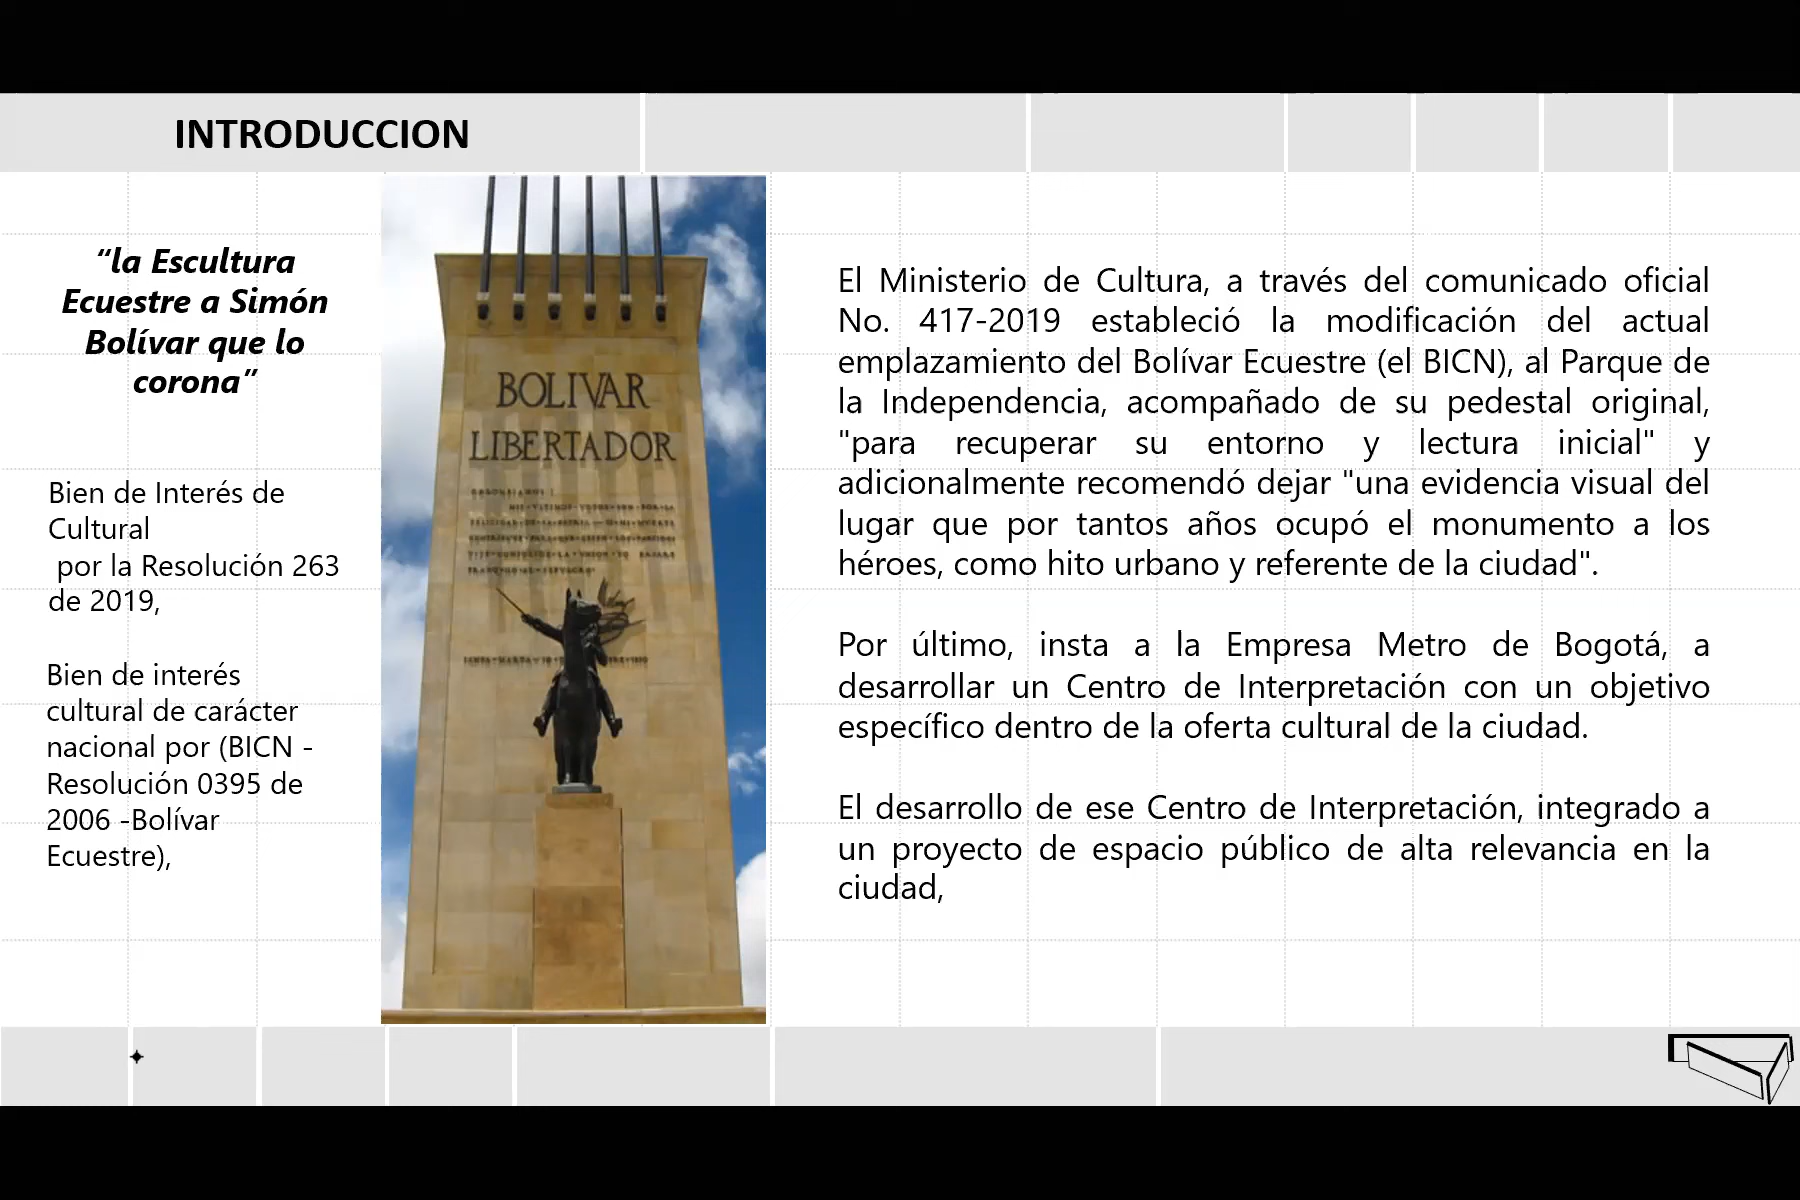 INTRODUCCION
“la Escultura
Ecuestre a Simón
Bolívar que lo
corona”
Bien de Interés de
Cultural
por la Resolución 263
de 2019,
Bien de interés
cultural de carácter
nacional por (BICN -
Resolución 0395 de
2006 -Bolívar
Ecuestre),
BOLIVAR
LIBERTADOR
El Ministerio de Cultura, a través del comunicado oficial
No. 417-2019 estableció la modificación del actual
emplazamiento del Bolívar Ecuestre (el BICN), al Parque de
la Independencia, acompañado de su pedestal original,
"para recuperar su entorno y lectura inicial" y
adicionalmente recomendó dejar "una evidencia visual del
lugar que por tantos años ocupó el monumento a los
héroes, como hito urbano y referente de la ciudad".
Por último, insta a la Empresa Metro de Bogotá, a
desarrollar un Centro de Interpretación con un objetivo
específico dentro de la oferta cultural de la ciudad.
El desarrollo de ese Centro de Interpretación, integrado a
un proyecto de espacio público de alta relevancia en la
ciudad,